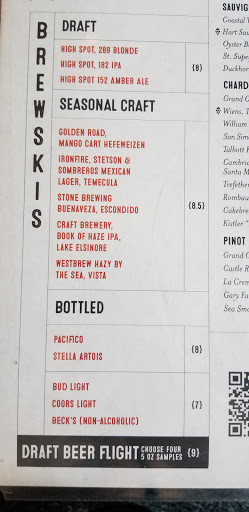 BREWSKIS
DRAFT
HIGH SPOT, 289 BLONDE
HIGH SPOT, 182 IPA
HIGH SPOT 152 AMBER ALE
{8}
SEASONAL CRAFT
GOLDEN ROAD,
MANGO CART HEFEWEIZEN
IRONFIRE, STETSON &
SOMBREROS MEXICAN
LAGER, TEMECULA
STONE BREWING
BUENAVEZA, ESCONDIDO
CRAFT BREWERY,
BOOK OF HAZE IPA,
LAKE ELSINORE
WESTBREW HAZY BY
THE SEA, VISTA
{8.5}
BOTTLED
PACIFICO
STELLA ARTOIS
{8}
BUD LIGHT
COORS LIGHT
BECK'S (NON-ALCOHOLIC)
{7}
DRAFT BEER FLIGHT CHOOSE FOUR
5 OZ SAMPLES {9}
SAUVIG
Coastal
Hart Sau
Oyster B
St. Supe
Duckhor
CHARD
Grand C
Wiens, T
William
San Sim
Talbott
Cambri
Santa M
Trefethe
Rombau
Cakebre
Kistler "
PINOT
Grand C
Castle R
La Crem
Gary Fa
Sea Smo